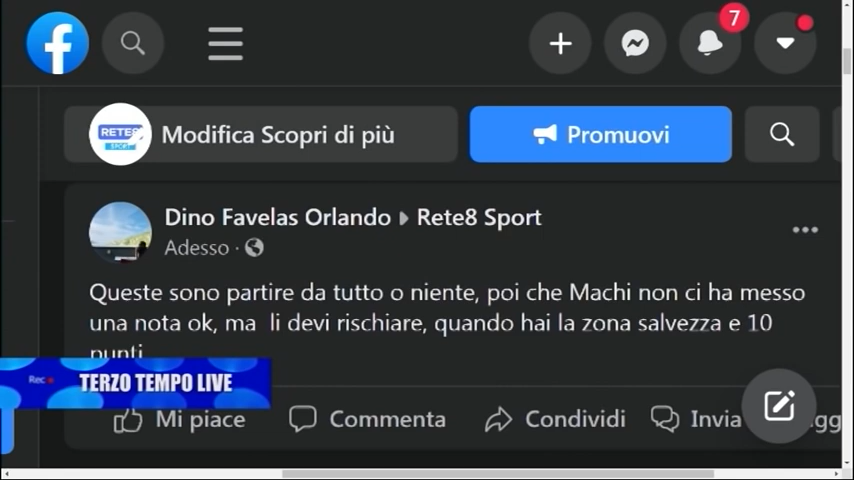 7
RETE8
SPORT
Modifica Scopri di più
Promuovi
Dino Favelas Orlando Rete8 Sport
Adesso ·
Queste sono partire da tutto o niente, poi che Machi non ci ha messo
una nota ok, ma li devi rischiare, quando hai la zona salvezza e 10
punti
Rec
TERZO TEMPO LIVE
Mi piace
Commenta
Condividi
Invia